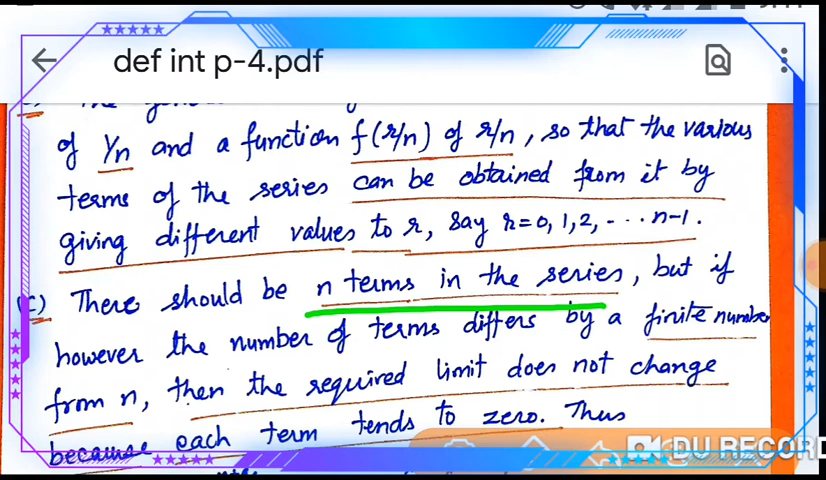 def int p-4.pdf
of 1/n and a function f(r/n) of r/n, so that the various
terms of the series can be obtained from it by
giving different values to r, say r=0,1,2, .... n-1.
(c) There should be n terms in the series, but if
however the number of terms differs by a finite number
from n, then the required limit does not change
because each term tends to zero. Thus
DU RECORD